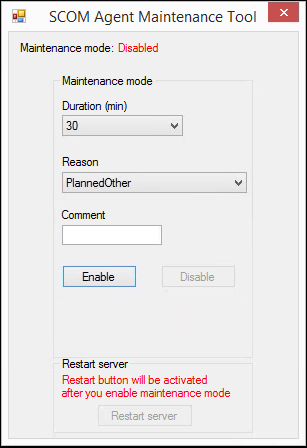 SCOM Agent Maintenance Tool
Maintenance mode: Disabled
Maintenance mode
Duration (min)
30
Reason
PlannedOther
Comment
Enable Disable
Restart server
Restart button will be activated
after you enable maintenance mode
Restart server